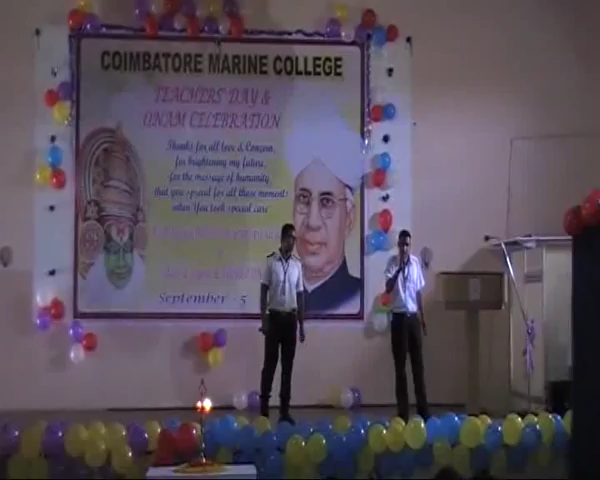 COIMBATORE MARINE COLLEGE
TEACHERS' DAY &
ONAM CELEBRATION
Thanks for all love & Concern,
for brightening my future,
for the message of humanity,
that you spread for all those moments
when You took special care
September - 5